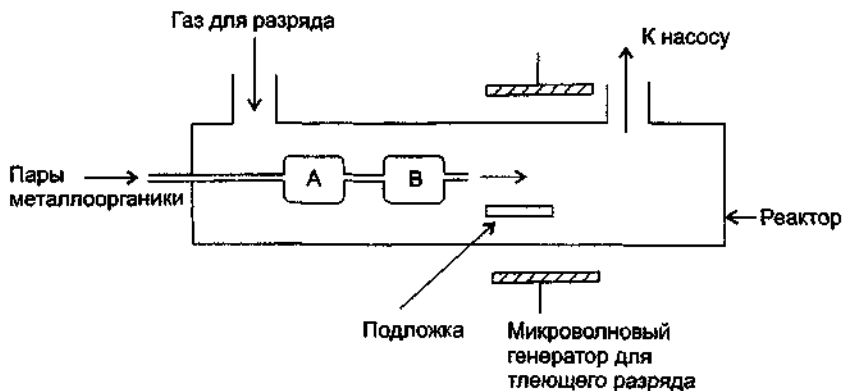 Газ для разряда
К насосу
Пары
металлоорганики
A
B
Реактор
Подложка
Микроволновый
генератор для
тлеющего разряда